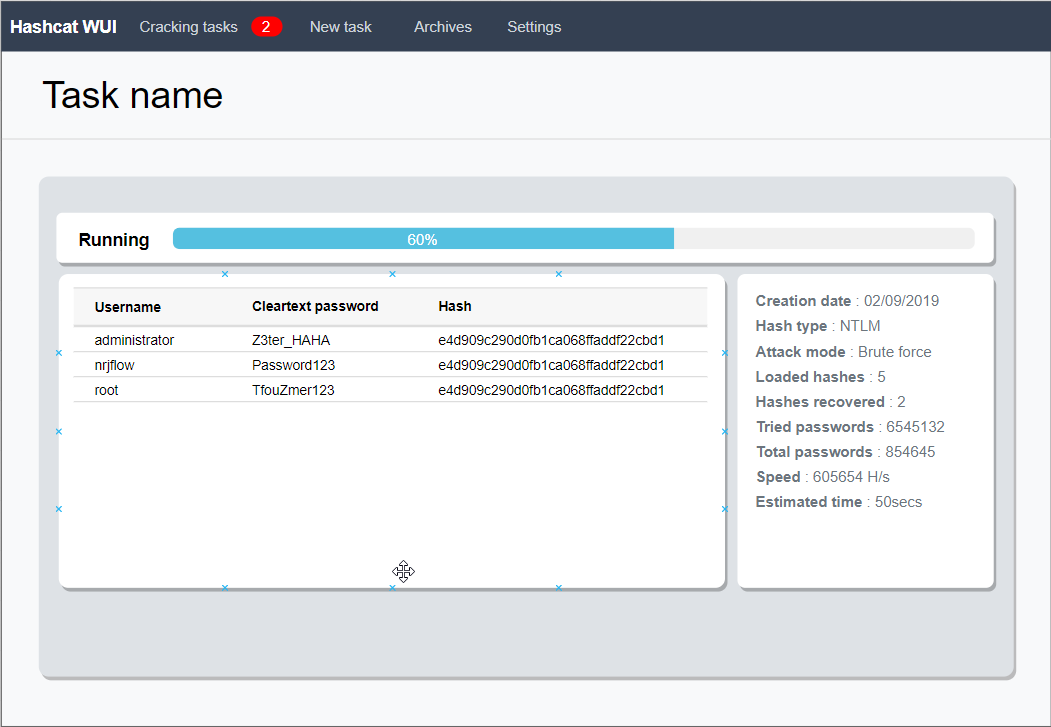 Hashcat WUI Cracking tasks 2 New task Archives Settings
Task name
Running 60%
Username Cleartext password Hash
administrator Z3ter_HAHA e4d909c290d0fb1ca068ffaddf22cbd1
nrjflow Password123 e4d909c290d0fb1ca068ffaddf22cbd1
root TfouZmer123 e4d909c290d0fb1ca068ffaddf22cbd1
Creation date : 02/09/2019
Hash type : NTLM
Attack mode : Brute force
Loaded hashes : 5
Hashes recovered : 2
Tried passwords : 6545132
Total passwords : 854645
Speed : 605654 H/s
Estimated time : 50secs